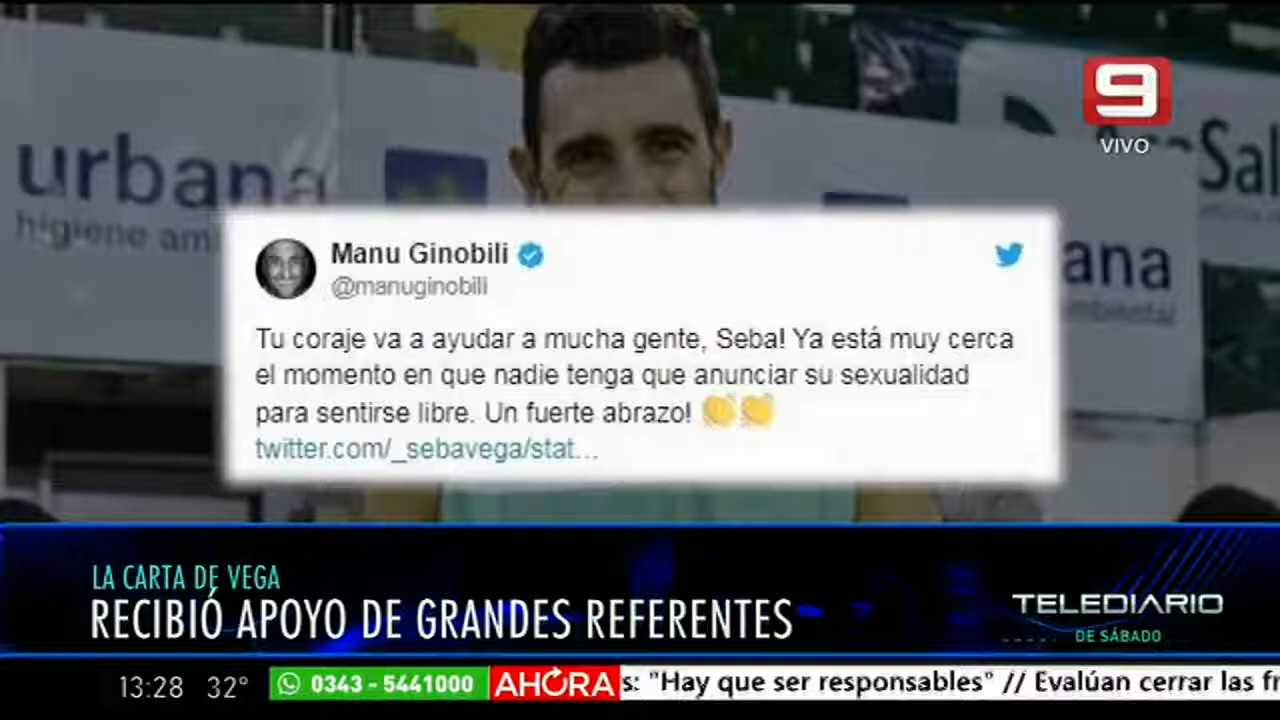 urbana
higiene am
9
VIVO
Sal
ana
Manu Ginobili
@manuginobili
Tu coraje va a ayudar a mucha gente, Seba! Ya está muy cerca
el momento en que nadie tenga que anunciar su sexualidad
para sentirse libre. Un fuerte abrazo! 👏👏
twitter.com/_sebavega/stat...
LA CARTA DE VEGA
RECIBIÓ APOYO DE GRANDES REFERENTES
TELEDIARIO
DE SÁBADO
13:28 32° 0343 - 5441000 AHORA s: "Hay que ser responsables" // Evalúan cerrar las fr